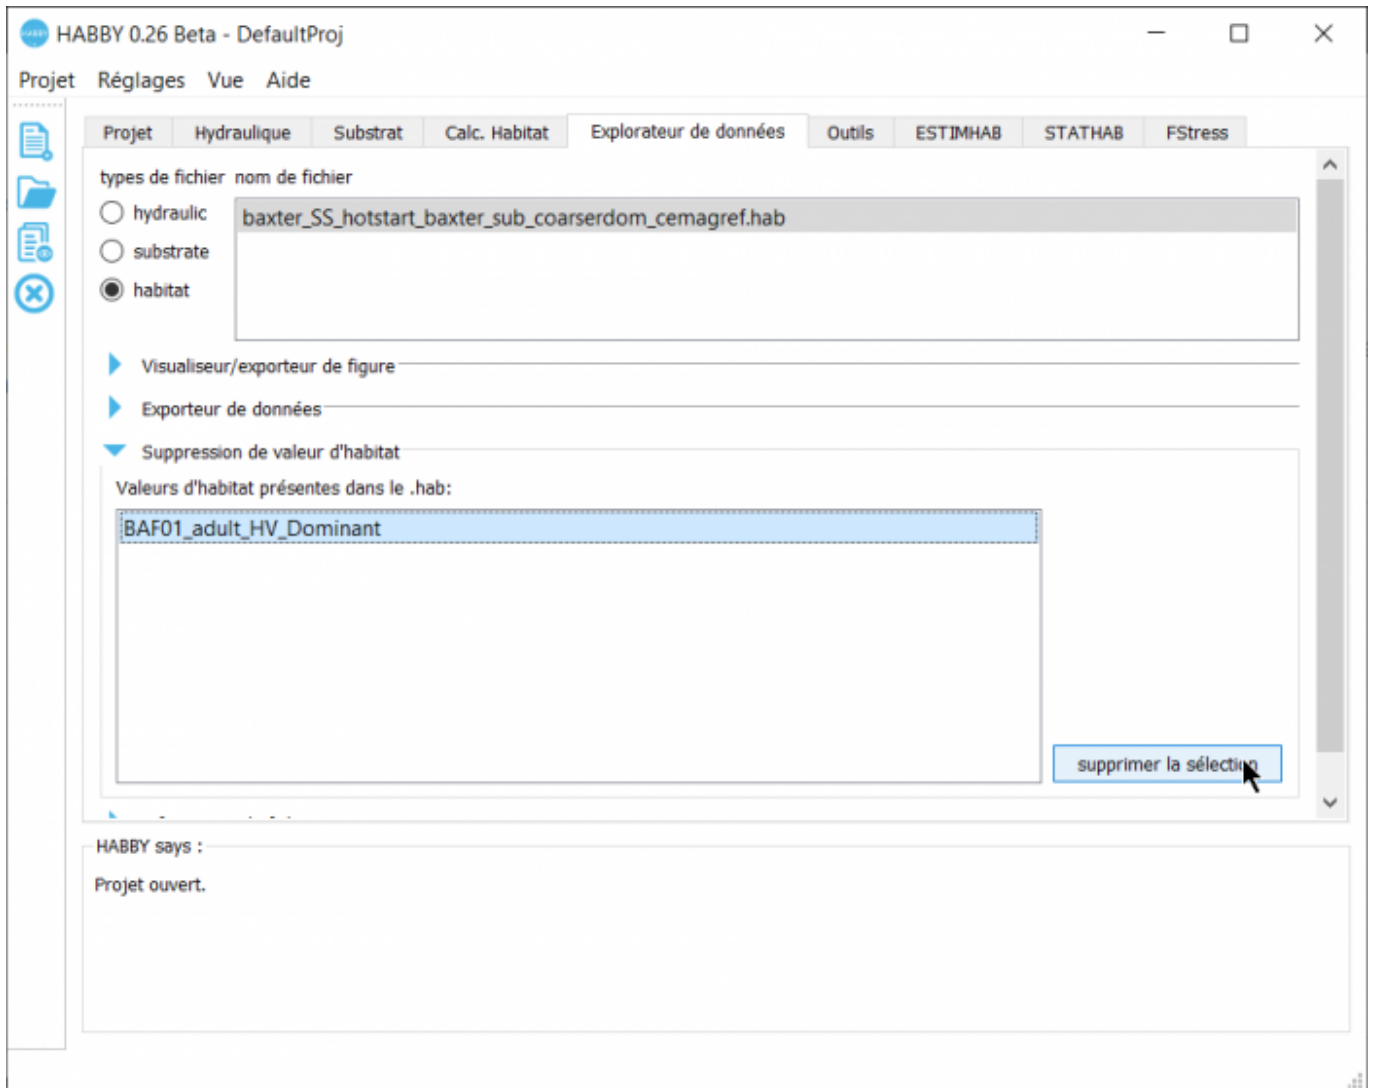 HABBY 0.26 Beta - DefaultProj
Projet Réglages Vue Aide
Projet Hydraulique Substrat Calc. Habitat Explorateur de données Outils ESTIMHAB STATHAB FStress
types de fichier nom de fichier
hydraulic
baxter_SS_hotstart_baxter_sub_coarserdom_cemagref.hab
substrate
habitat
Visualiseur/exporteur de figure
Exporteur de données
Suppression de valeur d'habitat
Valeurs d'habitat présentes dans le .hab:
BAF01_adult_HV_Dominant
supprimer la sélection
HABBY says :
Projet ouvert.